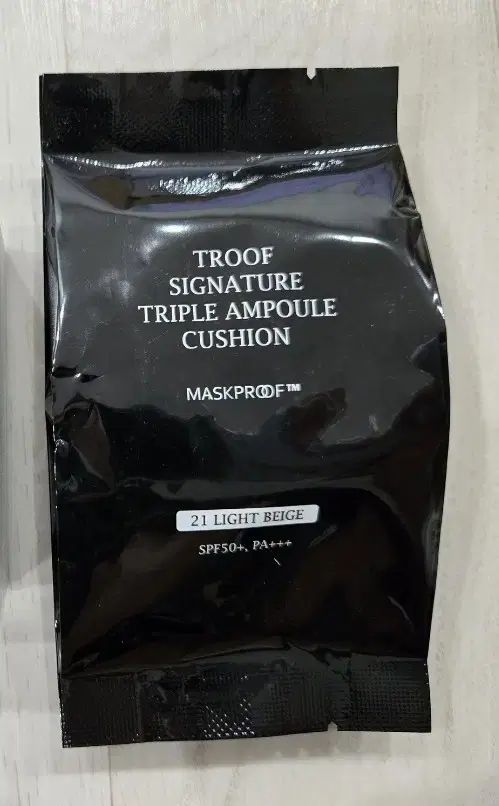 TROOF
SIGNATURE
TRIPLE AMPOULE
CUSHION
MASKPROOF™
21 LIGHT BEIGE
SPF50+, PA+++